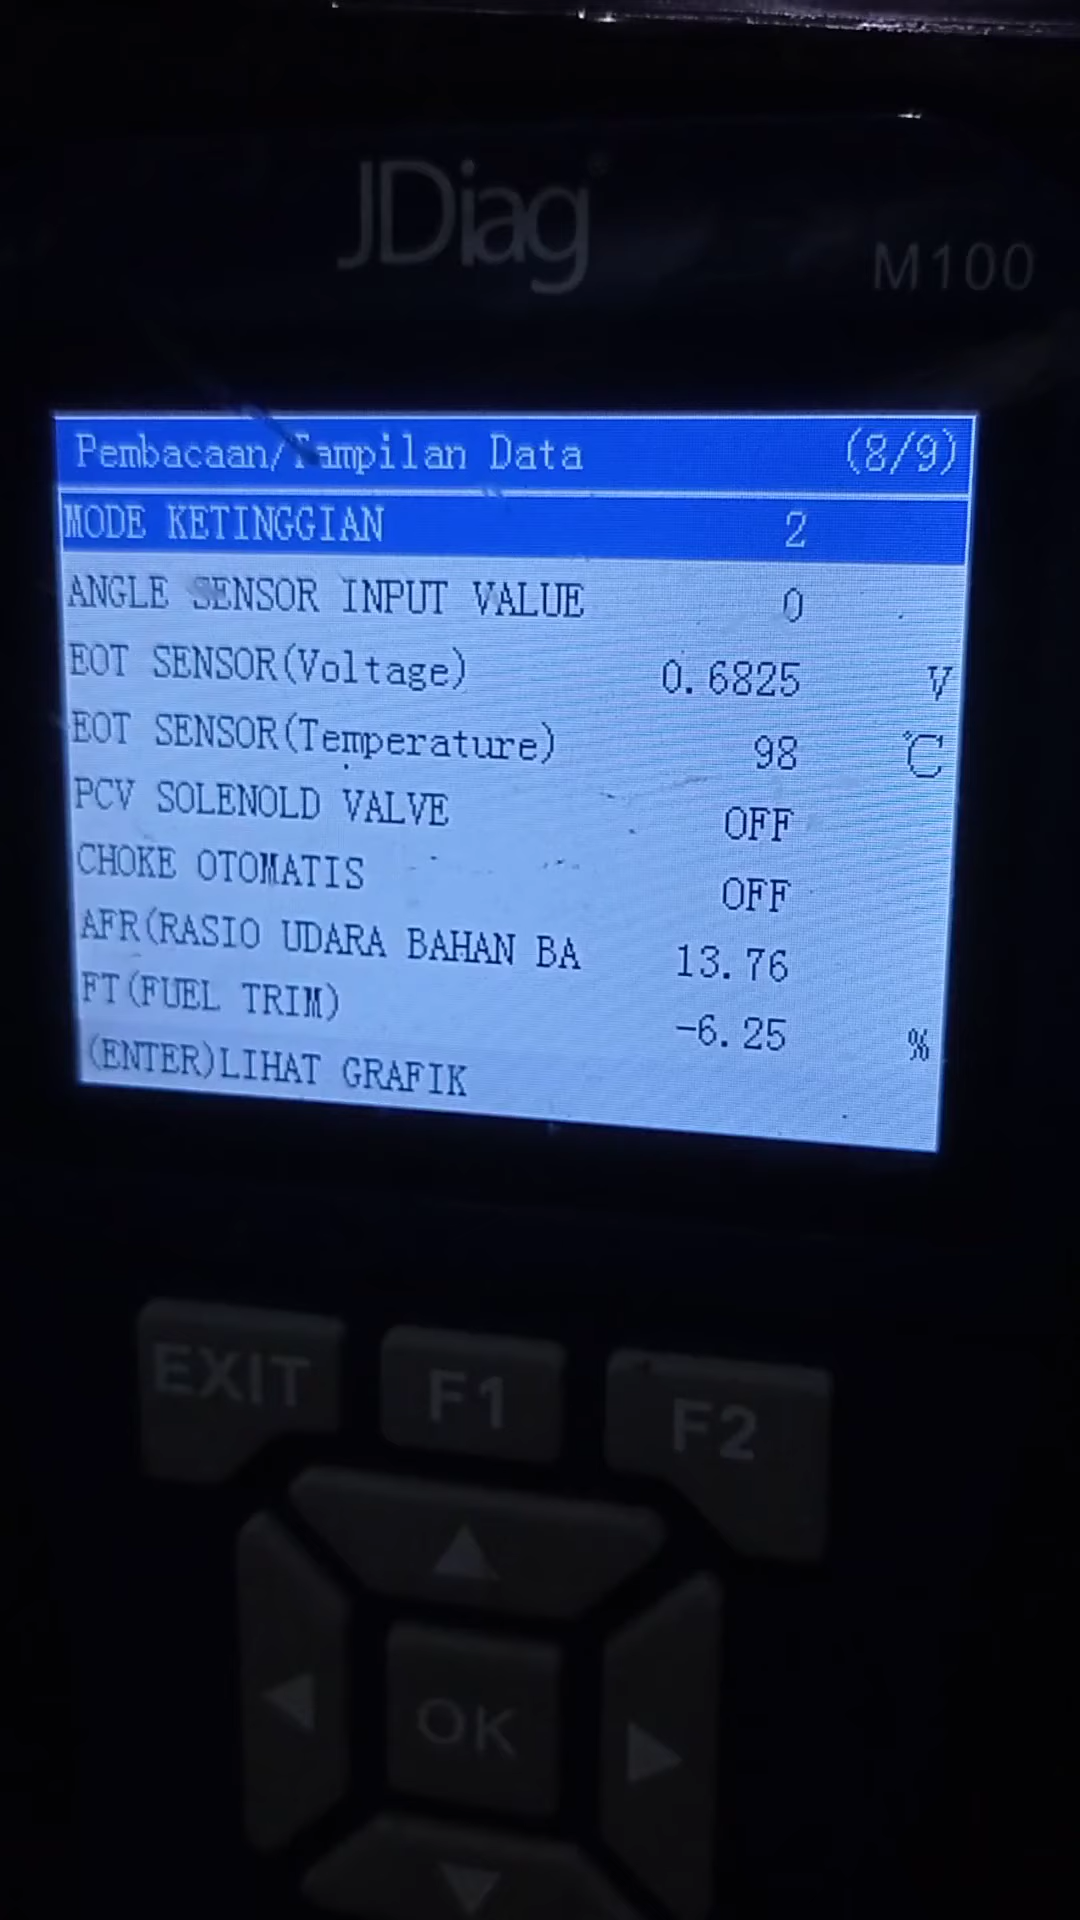 JDiag
M100
Pembacaan/Tampilan Data (8/9)
MODE KETINGGIAN 2
ANGLE SENSOR INPUT VALUE 0
EOT SENSOR(Voltage) 0.6825 V
EOT SENSOR(Temperature) 98 °C
PCV SOLENOLD VALVE OFF
CHOKE OTOMATIS OFF
AFR(RASIO UDARA BAHAN BA 13.76
FT(FUEL TRIM) -6.25 %
(ENTER)LIHAT GRAFIK
EXIT F1 F2
OK